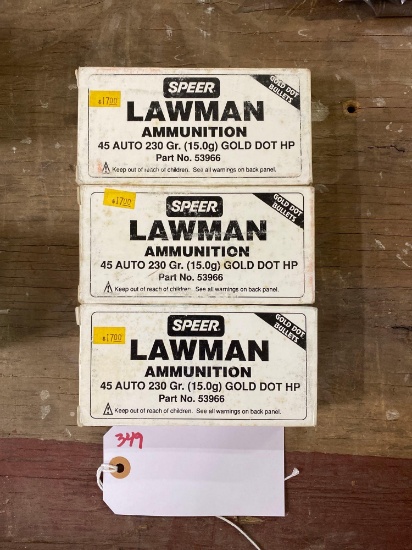 SPEER
GOLD DOT
BULLETS
$17.00
LAWMAN
AMMUNITION
45 AUTO 230 Gr. (15.0g) GOLD DOT HP
Part No. 53966
Keep out of reach of children. See all warnings on back panel.
SPEER
GOLD DOT
BULLETS
$17.00
LAWMAN
AMMUNITION
45 AUTO 230 Gr. (15.0g) GOLD DOT HP
Part No. 53966
Keep out of reach of children. See all warnings on back panel.
SPEER
GOLD DOT
BULLETS
$17.00
LAWMAN
AMMUNITION
45 AUTO 230 Gr. (15.0g) GOLD DOT HP
Part No. 53966
Keep out of reach of children. See all warnings on back panel.
349